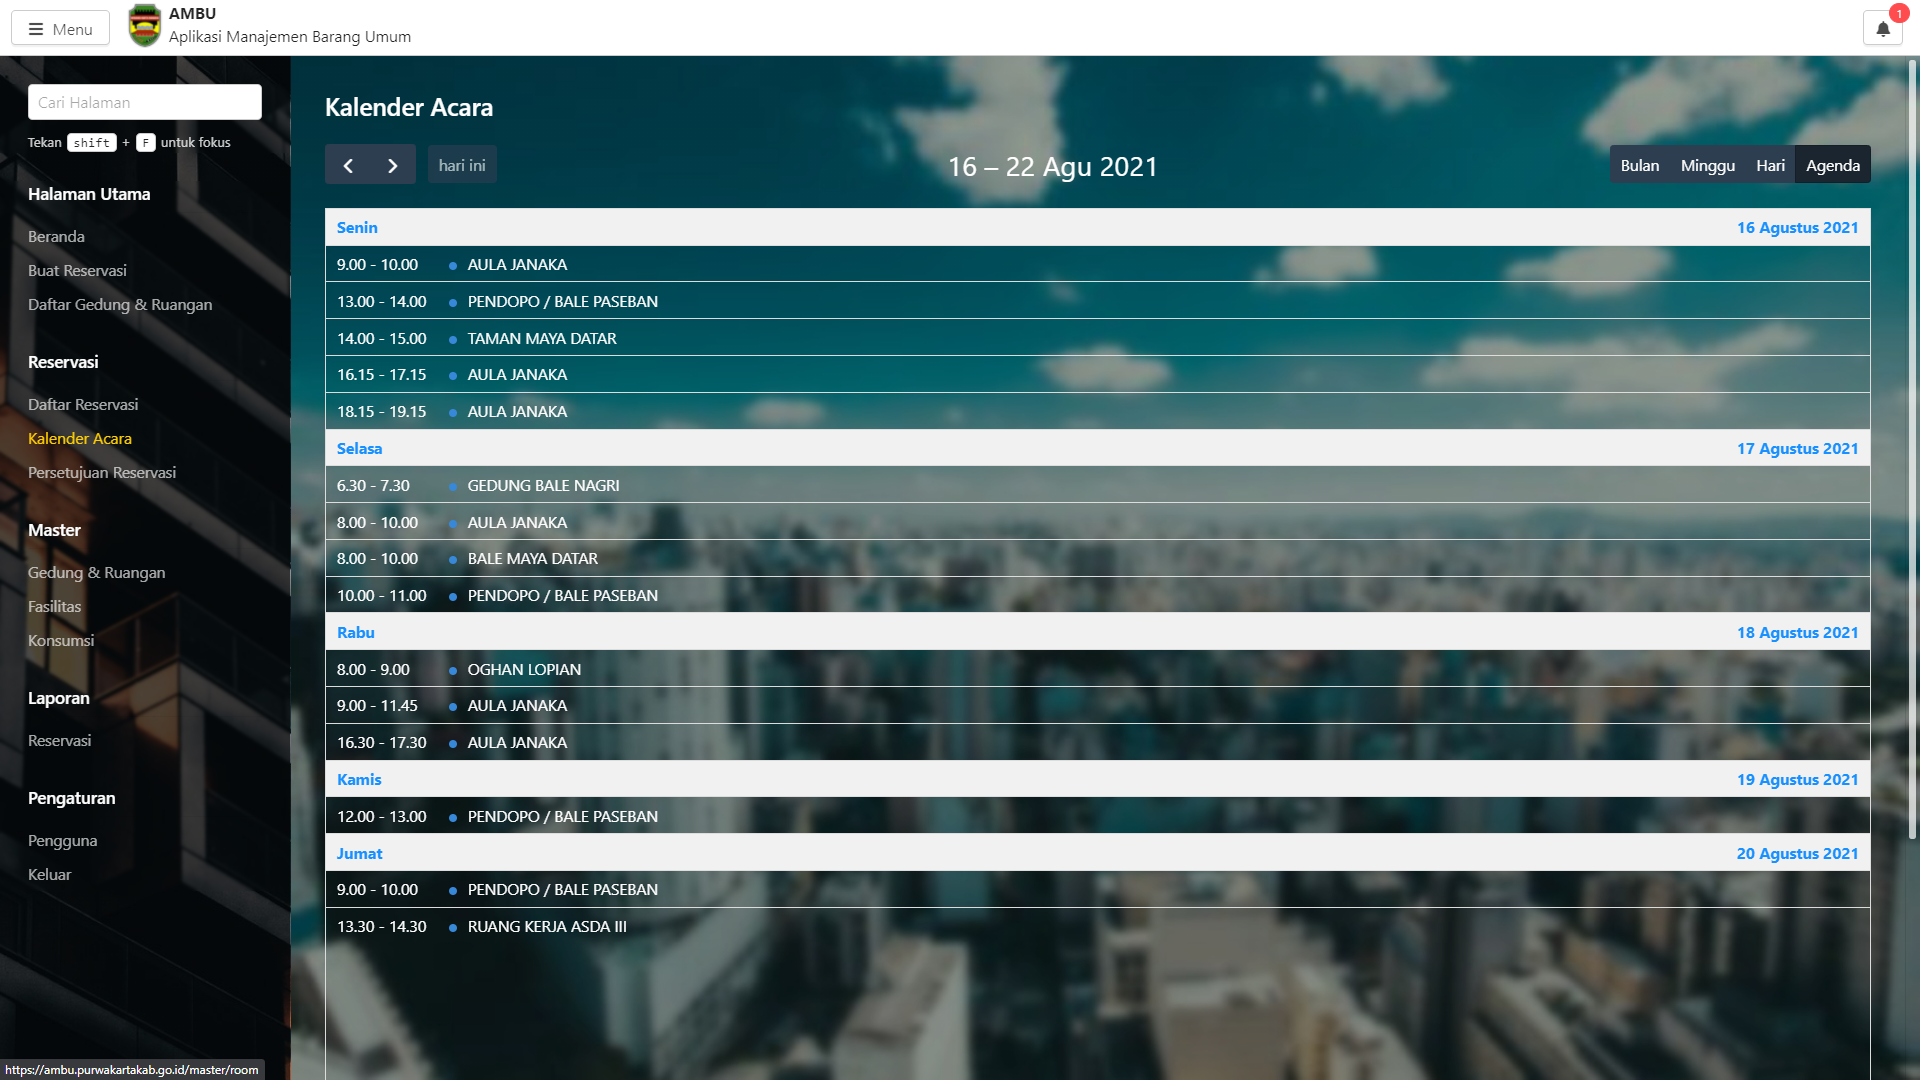 Menu
AMBU
Aplikasi Manajemen Barang Umum
1
Cari Halaman
Tekan shift + F untuk fokus
Halaman Utama
Beranda
Buat Reservasi
Daftar Gedung & Ruangan
Reservasi
Daftar Reservasi
Kalender Acara
Persetujuan Reservasi
Master
Gedung & Ruangan
Fasilitas
Konsumsi
Laporan
Reservasi
Pengaturan
Pengguna
Keluar
Kalender Acara
hari ini
16 – 22 Agu 2021
Bulan Minggu Hari Agenda
Senin 16 Agustus 2021
9.00 - 10.00 AULA JANAKA
13.00 - 14.00 PENDOPO / BALE PASEBAN
14.00 - 15.00 TAMAN MAYA DATAR
16.15 - 17.15 AULA JANAKA
18.15 - 19.15 AULA JANAKA
Selasa 17 Agustus 2021
6.30 - 7.30 GEDUNG BALE NAGRI
8.00 - 10.00 AULA JANAKA
8.00 - 10.00 BALE MAYA DATAR
10.00 - 11.00 PENDOPO / BALE PASEBAN
Rabu 18 Agustus 2021
8.00 - 9.00 OGHAN LOPIAN
9.00 - 11.45 AULA JANAKA
16.30 - 17.30 AULA JANAKA
Kamis 19 Agustus 2021
12.00 - 13.00 PENDOPO / BALE PASEBAN
Jumat 20 Agustus 2021
9.00 - 10.00 PENDOPO / BALE PASEBAN
13.30 - 14.30 RUANG KERJA ASDA III
https://ambu.purwakartakab.go.id/master/room